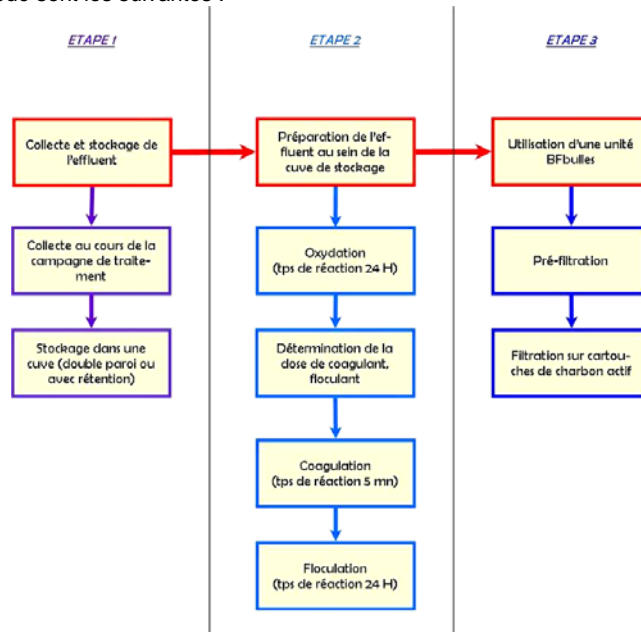 sont les suivantes :
ETAPE 1
Collecte et stockage de
l'effluent
Collecte au cours de la
campagne de traite-
ment
Stockage dans une
cuve (double paroi ou
avec rétention)
ETAPE 2
Préparation de l'ef-
fluent au sein de la
cuve de stockage
Oxydation
(tps de réaction 24 H)
Détermination de la
dose de coagulant,
floculant
Coagulation
(tps de réaction 5 mn)
Floculation
(tps de réaction 24 H)
ETAPE 3
Utilisation d'une unité
BFbulles
Pré-filtration
Filtration sur cartou-
ches de charbon actif